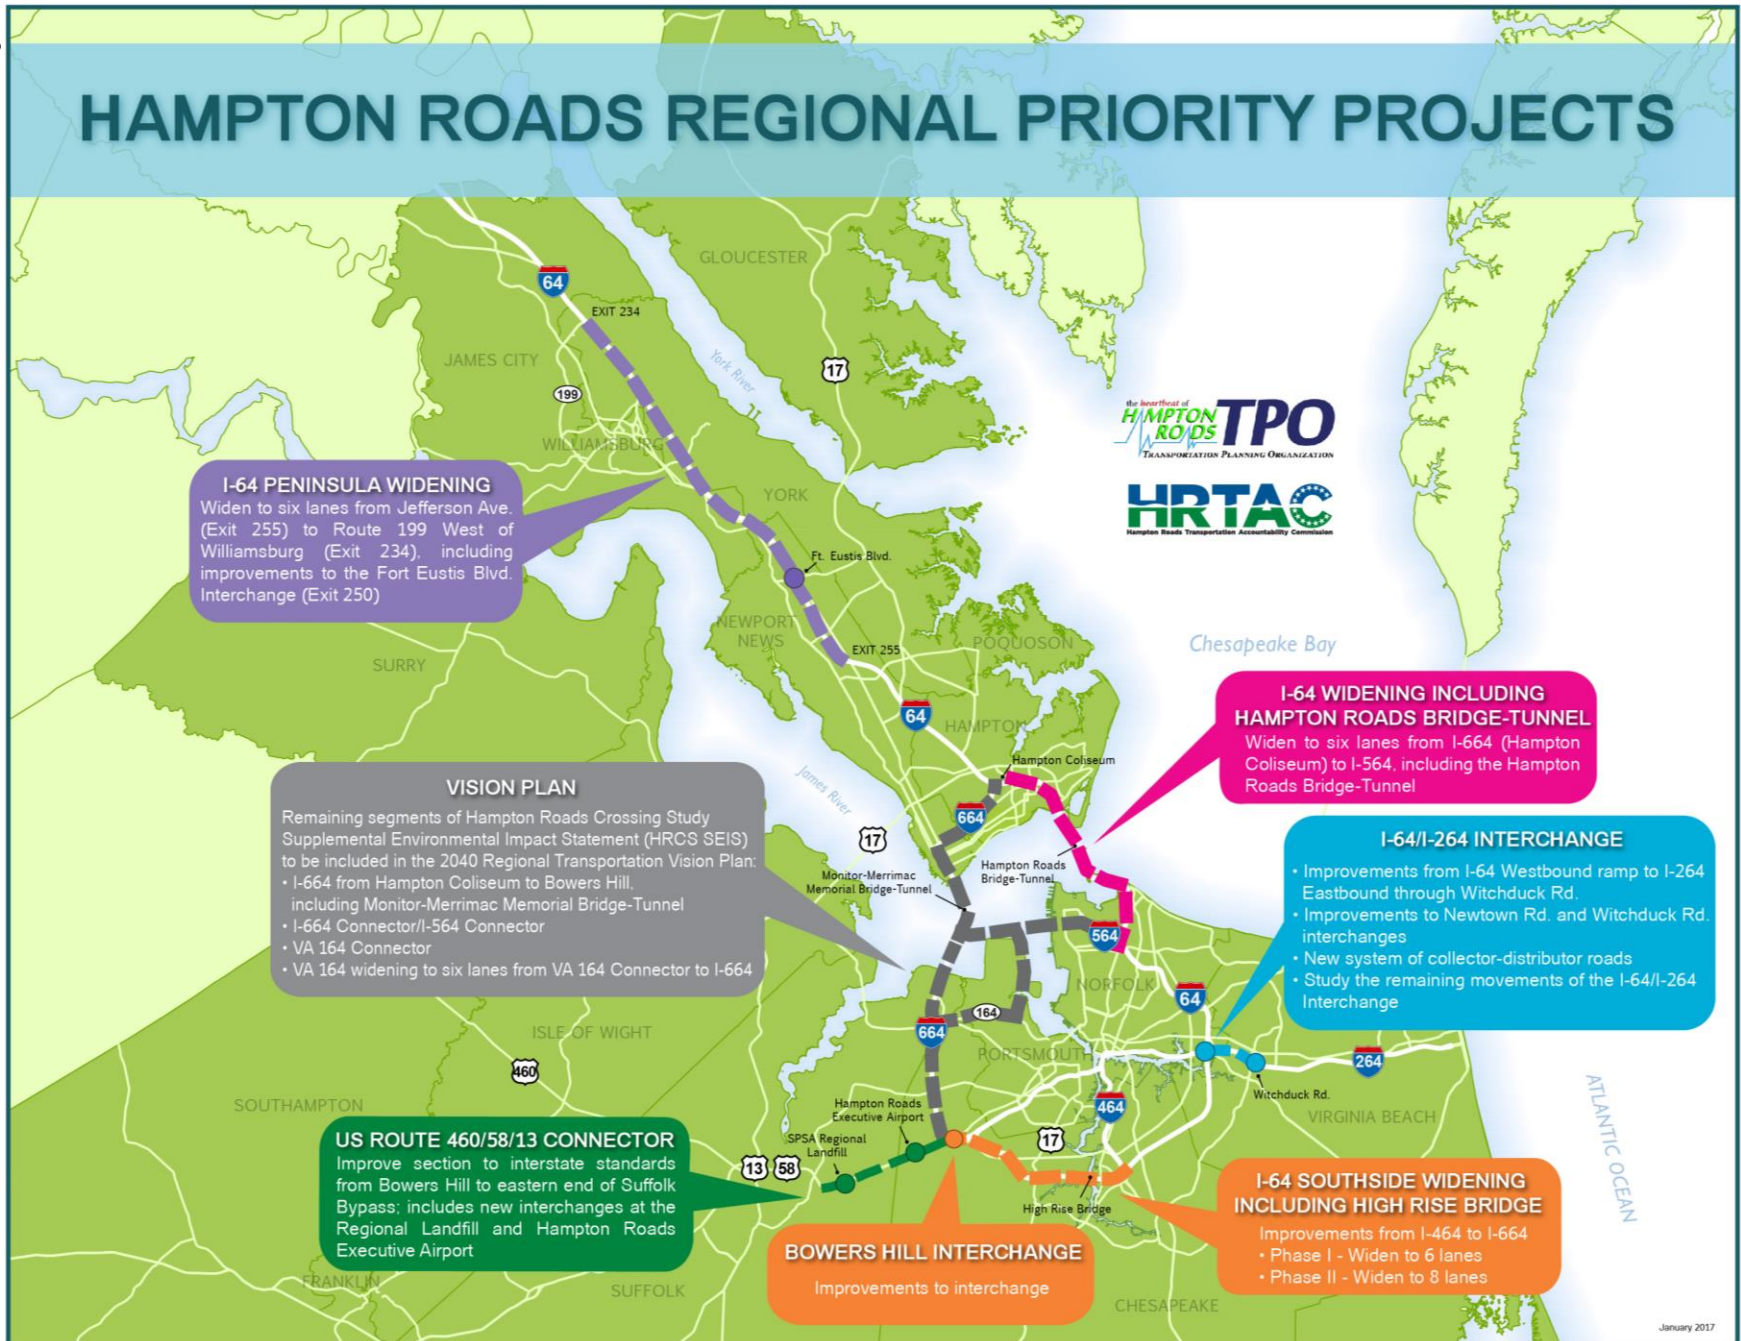 HAMPTON ROADS REGIONAL PRIORITY PROJECTS
GLOUCESTER
64
EXIT 234
JAMES CITY
York River
17
199
the heartbeat of
HAMPTON
ROADS
TPO
TRANSPORTATION PLANNING ORGANIZATION
WILLIAMSBURG
I-64 PENINSULA WIDENING
Widen to six lanes from Jefferson Ave.
(Exit 255) to Route 199 West of
Williamsburg (Exit 234), including
improvements to the Fort Eustis Blvd.
Interchange (Exit 250)
YORK
HRTAC
Hampton Roads Transportation Accountability Commission
Ft. Eustis Blvd.
NEWPORT
NEWS
POQUOSON
EXIT 255
Chesapeake Bay
SURRY
64
HAMPTON
I-64 WIDENING INCLUDING
HAMPTON ROADS BRIDGE-TUNNEL
Widen to six lanes from I-664 (Hampton
Coliseum) to I-564, including the Hampton
Roads Bridge-Tunnel
Hampton Coliseum
James River
VISION PLAN
Remaining segments of Hampton Roads Crossing Study
Supplemental Environmental Impact Statement (HRCS SEIS)
to be included in the 2040 Regional Transportation Vision Plan:
• I-664 from Hampton Coliseum to Bowers Hill,
including Monitor-Merrimac Memorial Bridge-Tunnel
• I-664 Connector/I-564 Connector
• VA 164 Connector
• VA 164 widening to six lanes from VA 164 Connector to I-664
664
17
Monitor-Merrimac
Memorial Bridge-Tunnel
Hampton Roads
Bridge-Tunnel
I-64/I-264 INTERCHANGE
• Improvements from I-64 Westbound ramp to I-264
Eastbound through Witchduck Rd.
• Improvements to Newtown Rd. and Witchduck Rd.
interchanges
• New system of collector-distributor roads
• Study the remaining movements of the I-64/I-264
Interchange
564
NORFOLK
64
164
664
ISLE OF WIGHT
PORTSMOUTH
460
264
Witchduck Rd.
464
VIRGINIA BEACH
ATLANTIC OCEAN
SOUTHAMPTON
Hampton Roads
Executive Airport
SPSA Regional
Landfill
17
13
58
US ROUTE 460/58/13 CONNECTOR
Improve section to interstate standards
from Bowers Hill to eastern end of Suffolk
Bypass; includes new interchanges at the
Regional Landfill and Hampton Roads
Executive Airport
High Rise Bridge
I-64 SOUTHSIDE WIDENING
INCLUDING HIGH RISE BRIDGE
Improvements from I-464 to I-664
• Phase I - Widen to 6 lanes
• Phase II - Widen to 8 lanes
BOWERS HILL INTERCHANGE
Improvements to interchange
FRANKLIN
SUFFOLK
CHESAPEAKE
January 2017